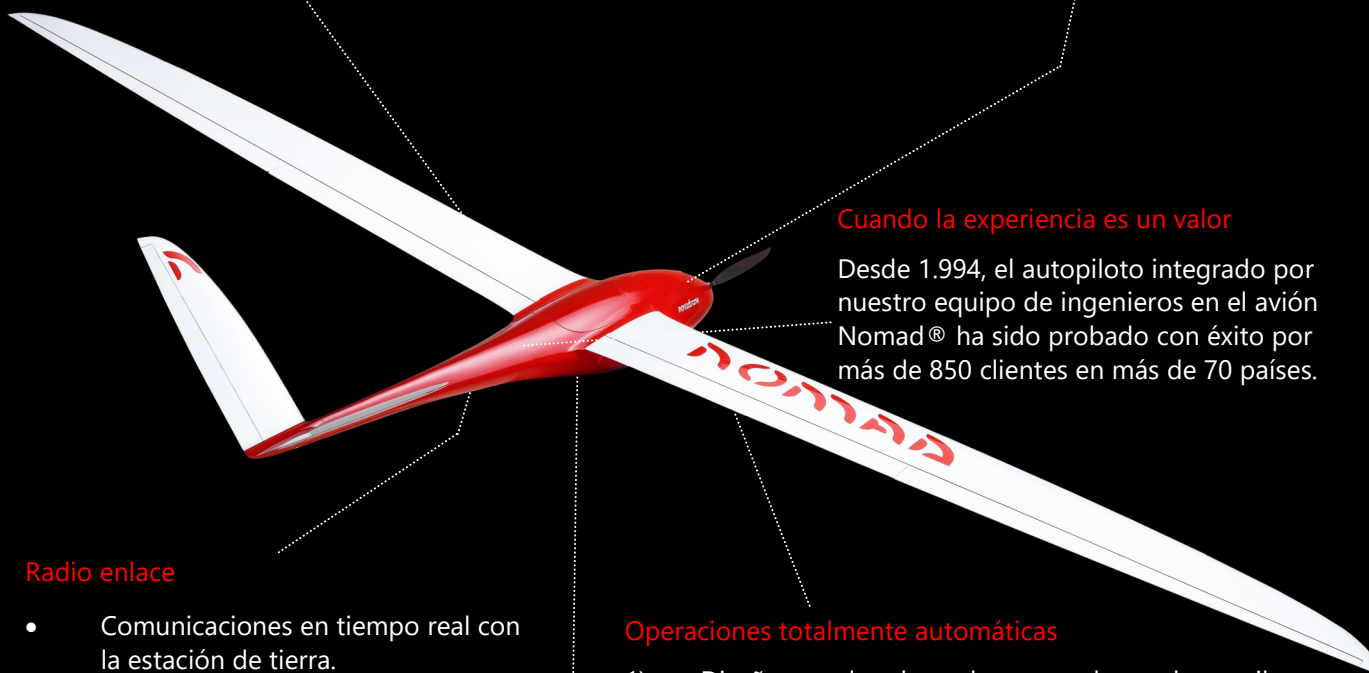 Cuando la experiencia es un valor
Desde 1.994, el autopiloto integrado por
nuestro equipo de ingenieros en el avión
Nomad® ha sido probado con éxito por
más de 850 clientes en más de 70 países.
NOMAD
Radio enlace
• Comunicaciones en tiempo real con
la estación de tierra.
Operaciones totalmente automáticas